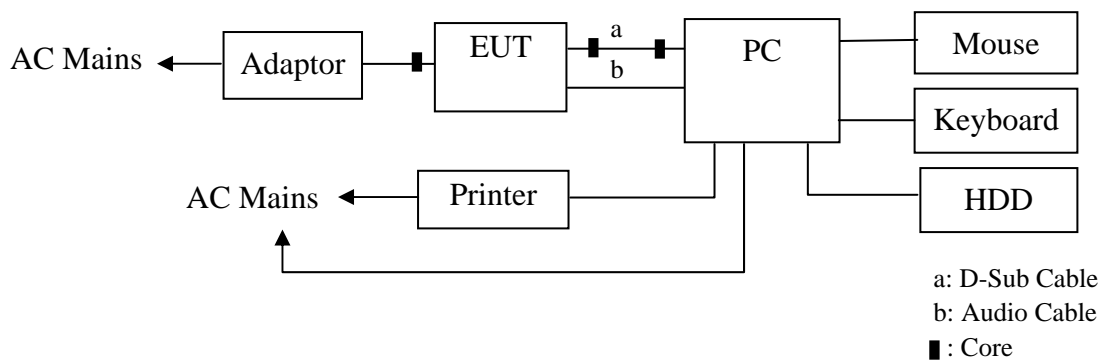 AC Mains
Adaptor
EUT
a
b
PC
Mouse
Keyboard
HDD
AC Mains
Printer
a: D-Sub Cable
b: Audio Cable
: Core